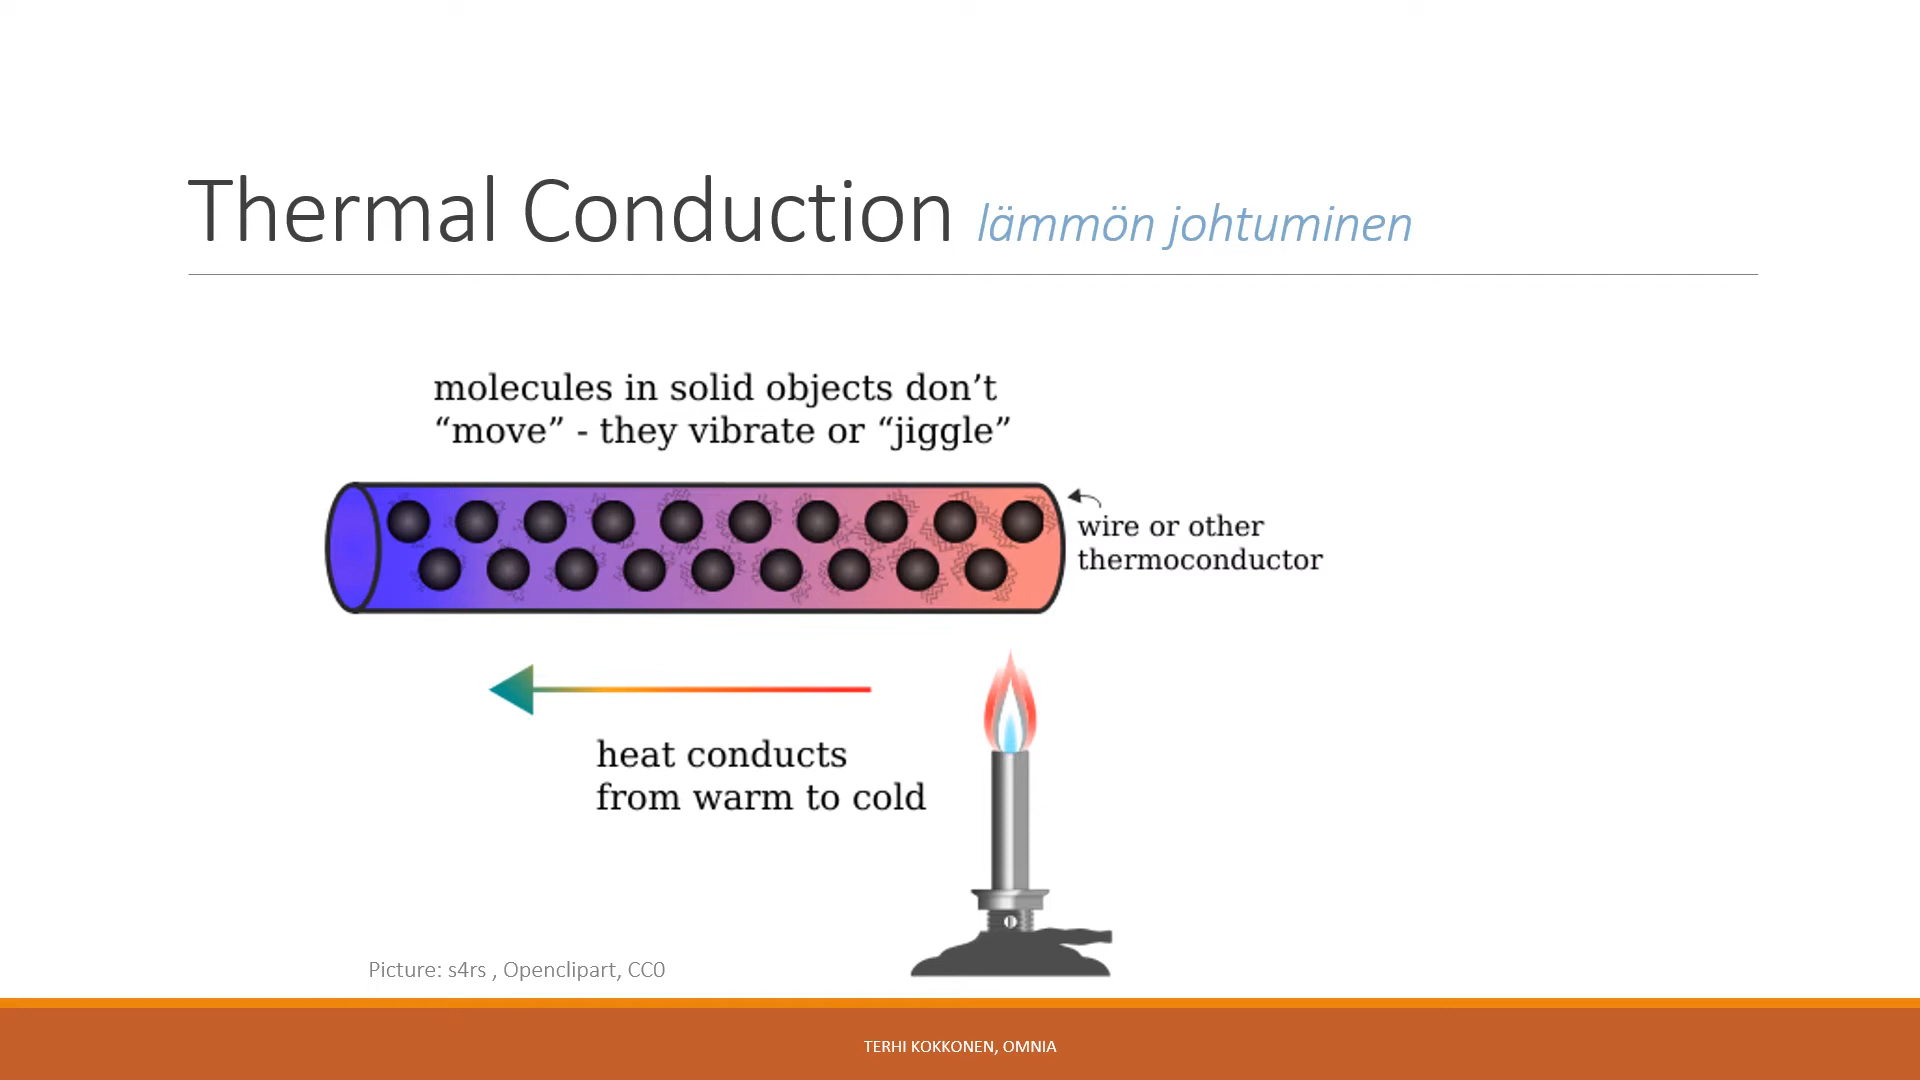 Thermal Conduction lämmön johtuminen
molecules in solid objects don’t
“move” - they vibrate or “jiggle”
wire or other
thermoconductor
heat conducts
from warm to cold
Picture: s4rs , Openclipart, CC0
TERHI KOKKONEN, OMNIA